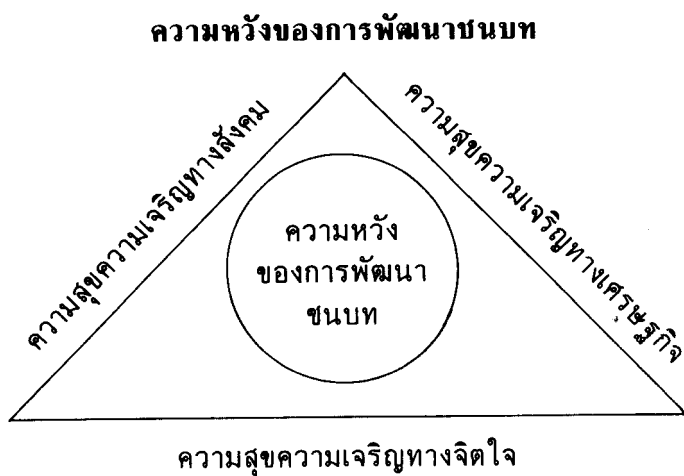 ความหวังของการพัฒนาชนบท
ความสุขความเจริญทางสังคม
ความสุขความเจริญทางเศรษฐกิจ
ความหวัง
ของการพัฒนา
ชนบท
ความสุขความเจริญทางจิตใจ